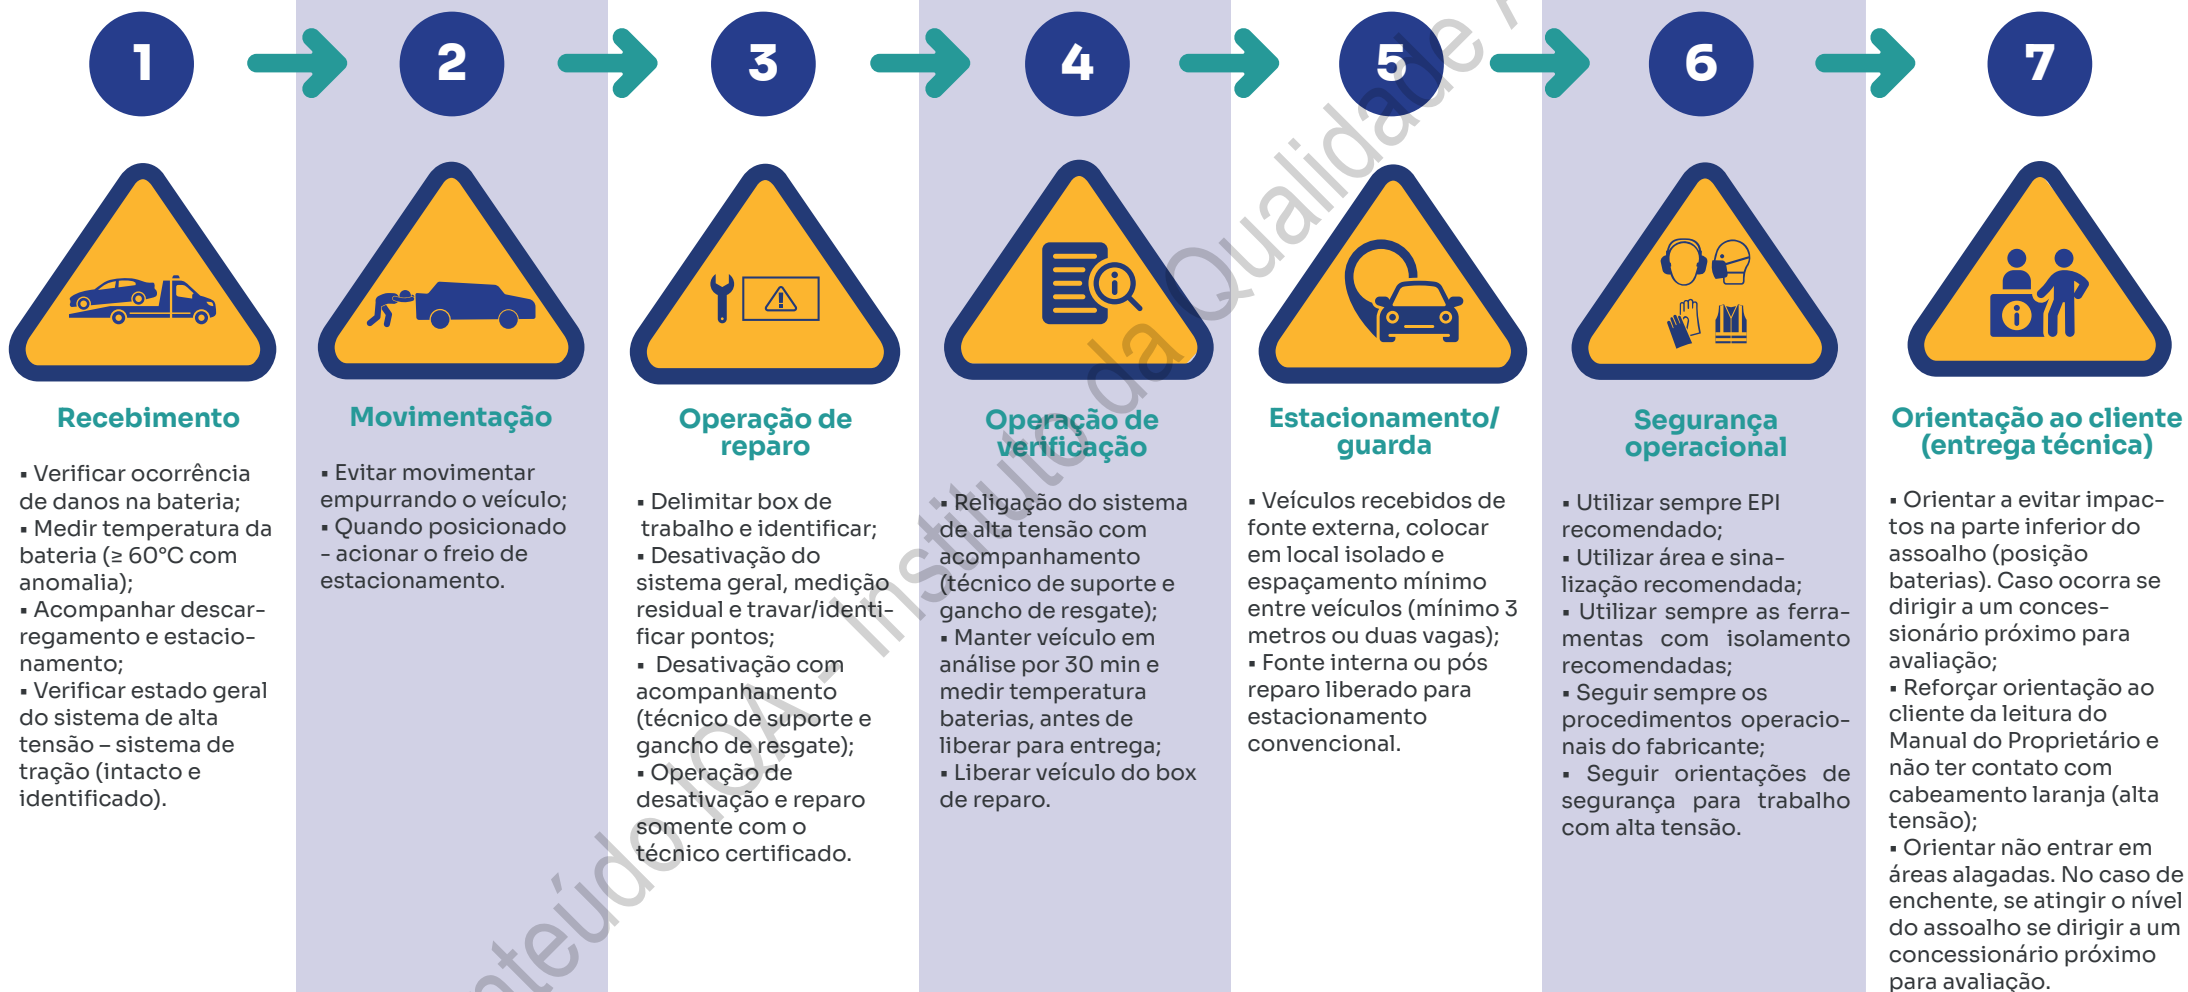 1
2
3
4
5
6
7
Recebimento
▪ Verificar ocorrência
de danos na bateria;
▪ Medir temperatura da
bateria (≥ 60°C com
anomalia);
▪ Acompanhar descar-
regamento e estacio-
namento;
▪ Verificar estado geral
do sistema de alta
tensão – sistema de
tração (intacto e
identificado).
Movimentação
▪ Evitar movimentar
empurrando o veículo;
▪ Quando posicionado
- acionar o freio de
estacionamento.
Operação de
reparo
▪ Delimitar box de
trabalho e identificar;
▪ Desativação do
sistema geral, medição
residual e travar/identi-
ficar pontos;
▪ Desativação com
acompanhamento
(técnico de suporte e
gancho de resgate);
▪ Operação de
desativação e reparo
somente com o
técnico certificado.
Operação de
verificação
▪ Religação do sistema
de alta tensão com
acompanhamento
(técnico de suporte e
gancho de resgate);
▪ Manter veículo em
análise por 30 min e
medir temperatura
baterias, antes de
liberar para entrega;
▪ Liberar veículo do box
de reparo.
Estacionamento/
guarda
▪ Veículos recebidos de
fonte externa, colocar
em local isolado e
espaçamento mínimo
entre veículos (mínimo 3
metros ou duas vagas);
▪ Fonte interna ou pós
reparo liberado para
estacionamento
convencional.
Segurança
operacional
▪ Utilizar sempre EPI
recomendado;
▪ Utilizar área e sina-
lização recomendada;
▪ Utilizar sempre as ferra-
mentas com isolamento
recomendadas;
▪ Seguir sempre os
procedimentos operacio-
nais do fabricante;
▪ Seguir orientações de
segurança para trabalho
com alta tensão.
Orientação ao cliente
(entrega técnica)
▪ Orientar a evitar impac-
tos na parte inferior do
assoalho (posição
baterias). Caso ocorra se
dirigir a um conces-
sionário próximo para
avaliação;
▪ Reforçar orientação ao
cliente da leitura do
Manual do Proprietário e
não ter contato com
cabeamento laranja (alta
tensão);
▪ Orientar não entrar em
áreas alagadas. No caso de
enchente, se atingir o nível
do assoalho se dirigir a um
concessionário próximo
para avaliação.
IQA - Instituto da Qualidade